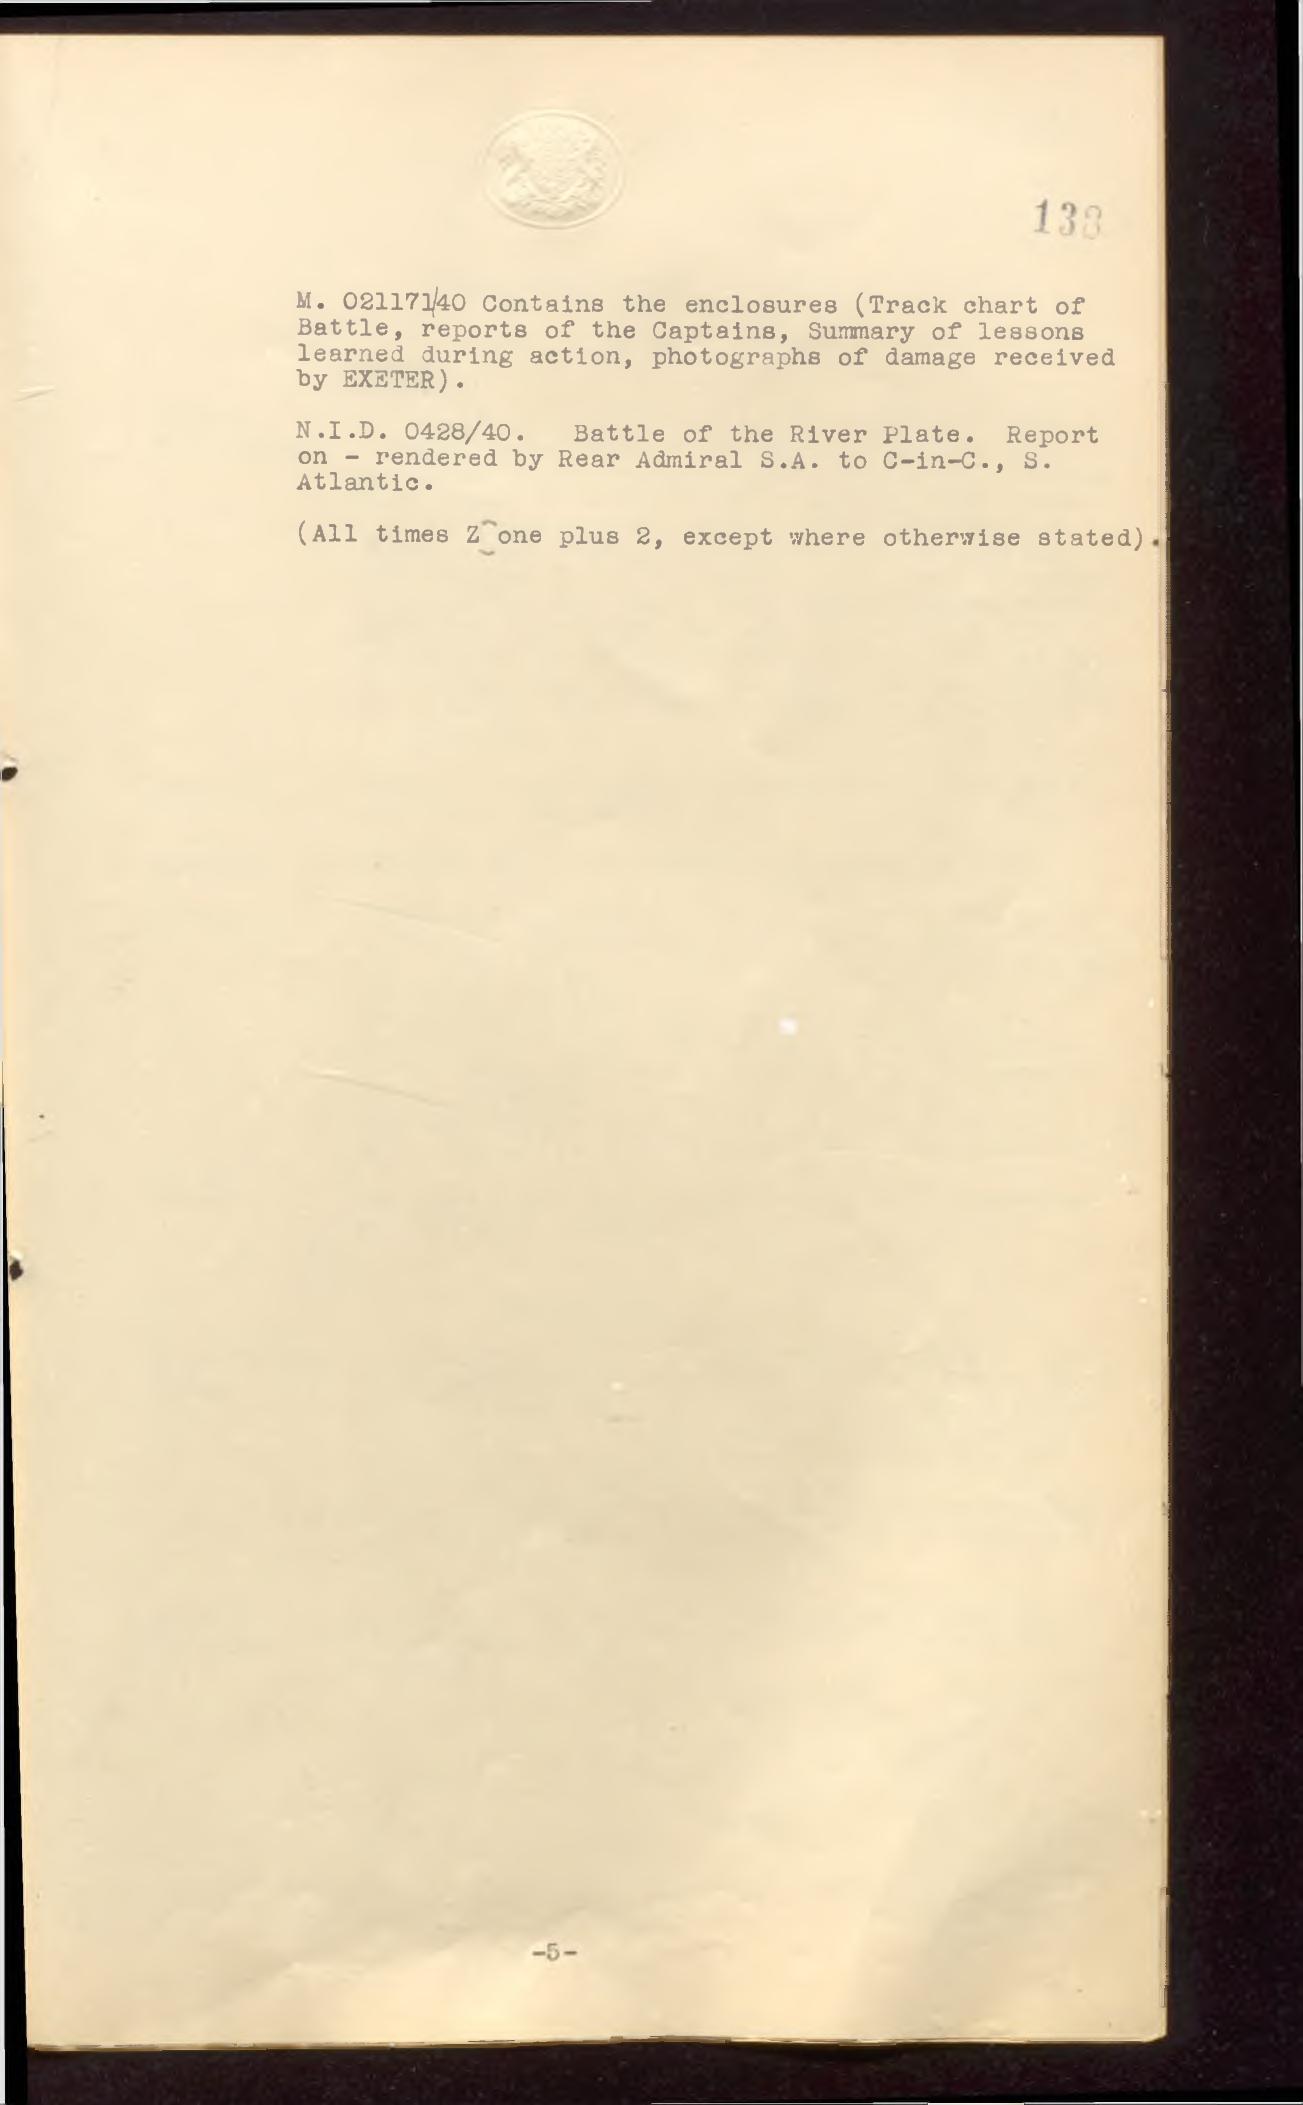 138
M. 021171/40 Contains the enclosures (Track chart of
Battle, reports of the Captains, Summary of lessons
learned during action, photographs of damage received
by EXETER).
N.I.D. 0428/40. Battle of the River Plate. Report
on - rendered by Rear Admiral S.A. to C-in-C., S.
Atlantic.
(All times Z one plus 2, except where otherwise stated).
-5-